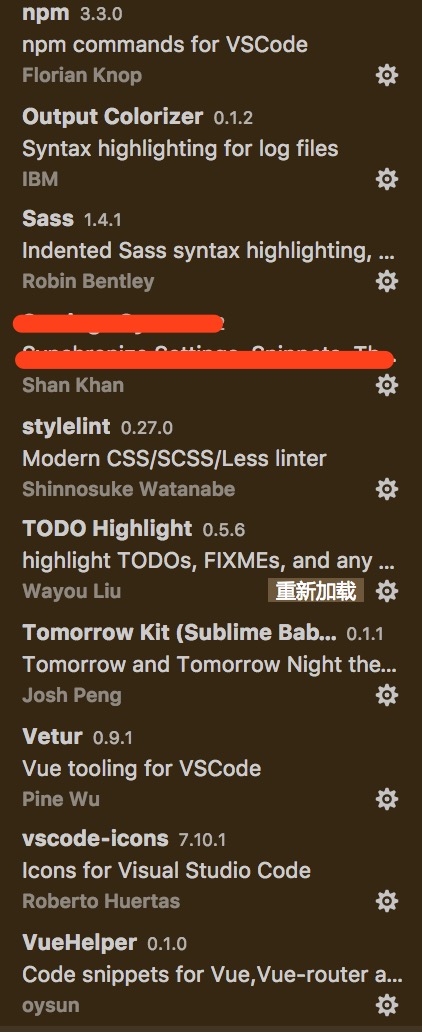 npm 3.3.0
npm commands for VSCode
Florian Knop
Output Colorizer 0.1.2
Syntax highlighting for log files
IBM
Sass 1.4.1
Indented Sass syntax highlighting, ...
Robin Bentley
Shan Khan
stylelint 0.27.0
Modern CSS/SCSS/Less linter
Shinnosuke Watanabe
TODO Highlight 0.5.6
highlight TODOs, FIXMEs, and any ...
Wayou Liu 重新加载
Tomorrow Kit (Sublime Bab... 0.1.1
Tomorrow and Tomorrow Night the...
Josh Peng
Vetur 0.9.1
Vue tooling for VSCode
Pine Wu
vscode-icons 7.10.1
Icons for Visual Studio Code
Roberto Huertas
VueHelper 0.1.0
Code snippets for Vue,Vue-router a...
oysun